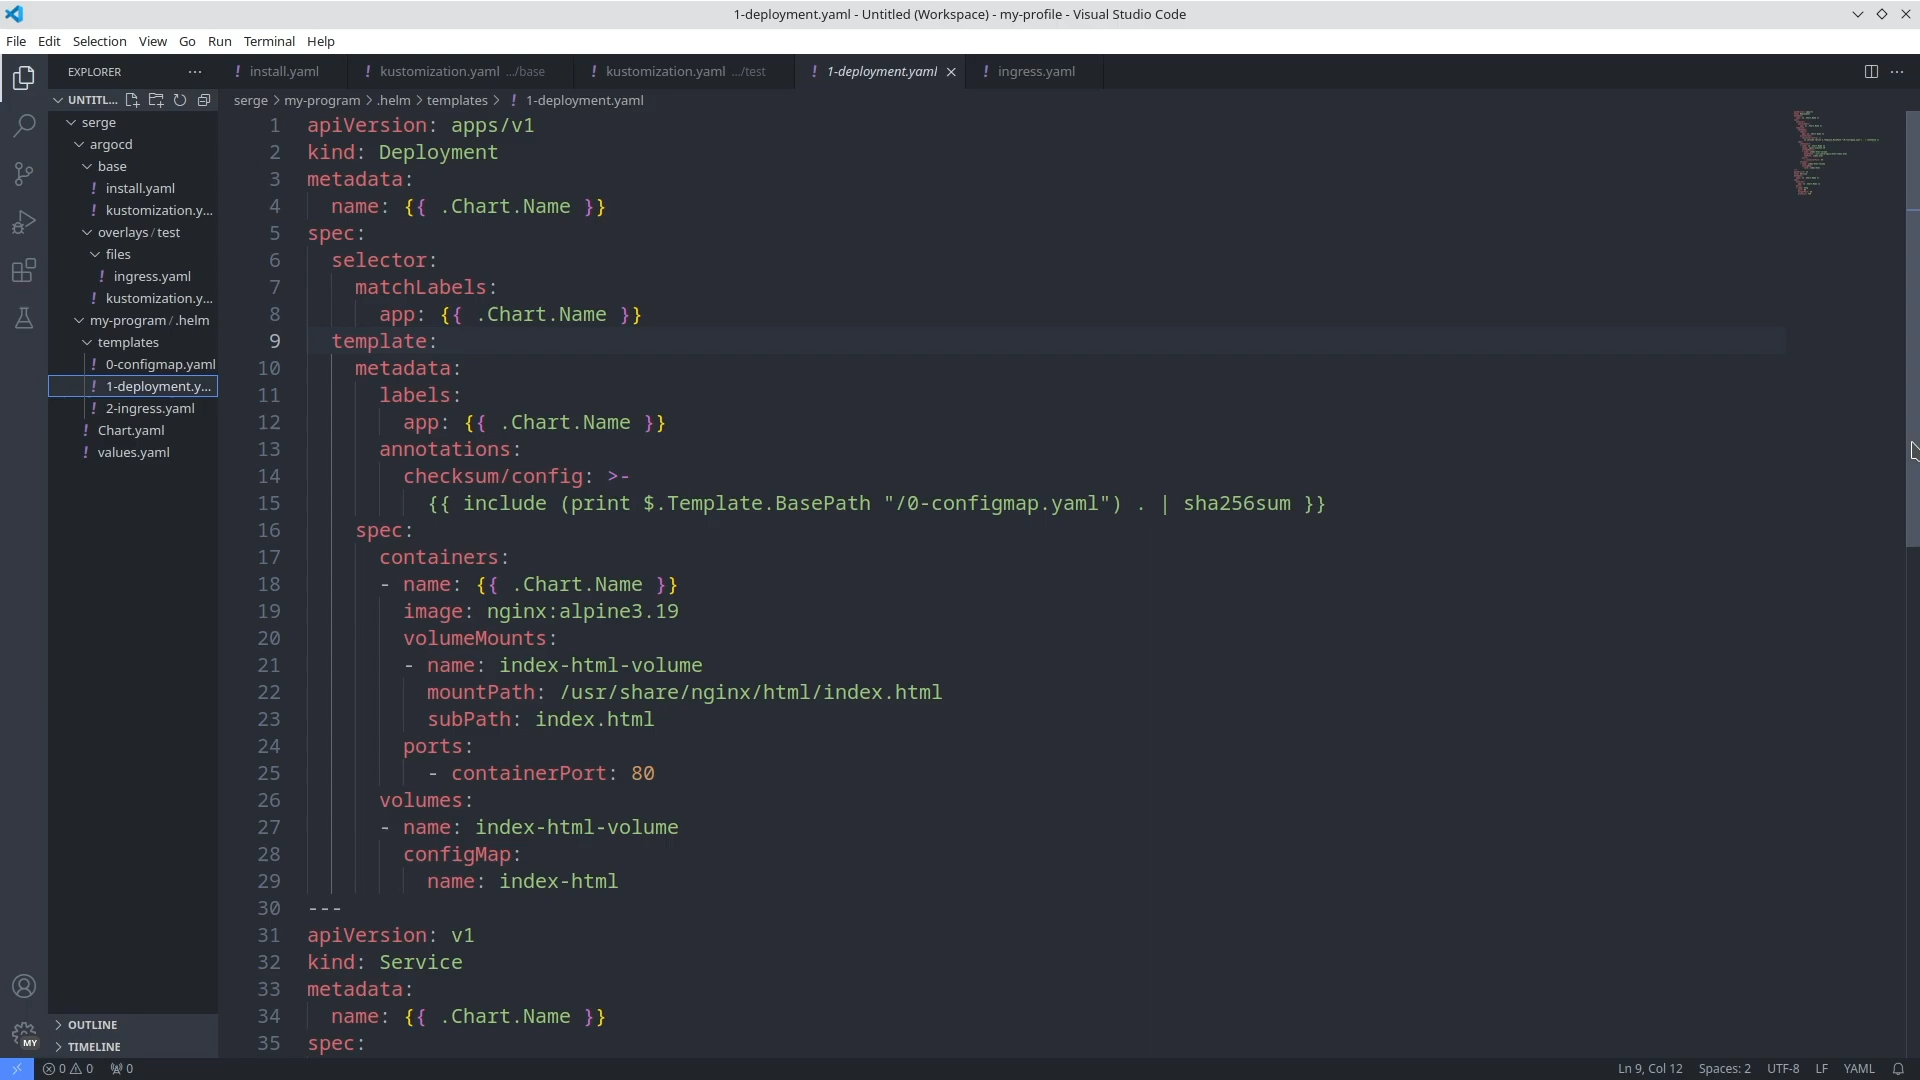 1-deployment.yaml - Untitled (Workspace) - my-profile - Visual Studio Code
File Edit Selection View Go Run Terminal Help
EXPLORER
install.yaml
kustomization.yaml .../base
kustomization.yaml .../test
1-deployment.yaml
ingress.yaml
UNTITL...
serge
argocd
base
install.yaml
kustomization.y...
overlays / test
files
ingress.yaml
kustomization.y...
my-program / .helm
templates
0-configmap.yaml
1-deployment.y...
2-ingress.yaml
Chart.yaml
values.yaml
OUTLINE
TIMELINE
MY
serge > my-program > .helm > templates > ! 1-deployment.yaml
1 apiVersion: apps/v1
2 kind: Deployment
3 metadata:
4   name: {{ .Chart.Name }}
5 spec:
6   selector:
7     matchLabels:
8       app: {{ .Chart.Name }}
9   template:
10     metadata:
11       labels:
12         app: {{ .Chart.Name }}
13       annotations:
14         checksum/config: >-
15           {{ include (print $.Template.BasePath "/0-configmap.yaml") . | sha256sum }}
16     spec:
17       containers:
18       - name: {{ .Chart.Name }}
19         image: nginx:alpine3.19
20         volumeMounts:
21         - name: index-html-volume
22           mountPath: /usr/share/nginx/html/index.html
23           subPath: index.html
24         ports:
25           - containerPort: 80
26       volumes:
27       - name: index-html-volume
28         configMap:
29           name: index-html
30 ---
31 apiVersion: v1
32 kind: Service
33 metadata:
34   name: {{ .Chart.Name }}
35 spec:
0 0 0
Ln 9, Col 12 Spaces: 2 UTF-8 LF YAML